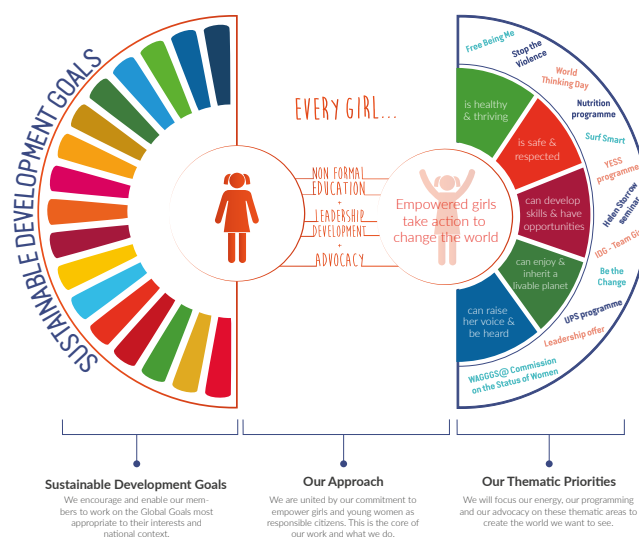 SUSTAINABLE DEVELOPMENT GOALS
EVERY GIRL...
NON FORMAL
EDUCATION
+
LEADERSHIP
DEVELOPMENT
+
ADVOCACY
Empowered girls
take action to
change the world
is healthy
& thriving
is safe &
respected
can develop
skills & have
opportunities
can enjoy &
inherit a
livable planet
can raise
her voice &
be heard
Free Being Me
Stop the
Violence
World
Thinking Day
Nutrition
programme
Surf Smart
YESS
programme
Helen Storrow
seminar
IDG - Team Gi
Be the
Change
UPS programme
Leadership offer
WAGGGS@ Commission
on the Status of Women
Sustainable Development Goals
We encourage and enable our mem-
bers to work on the Global Goals most
appropriate to their interests and
national context.
Our Approach
We are united by our commitment to
empower girls and young women as
responsible citizens. This is the core of
our work and what we do.
Our Thematic Priorities
We will focus our energy, our programming
and our advocacy on these thematic areas to
create the world we want to see.